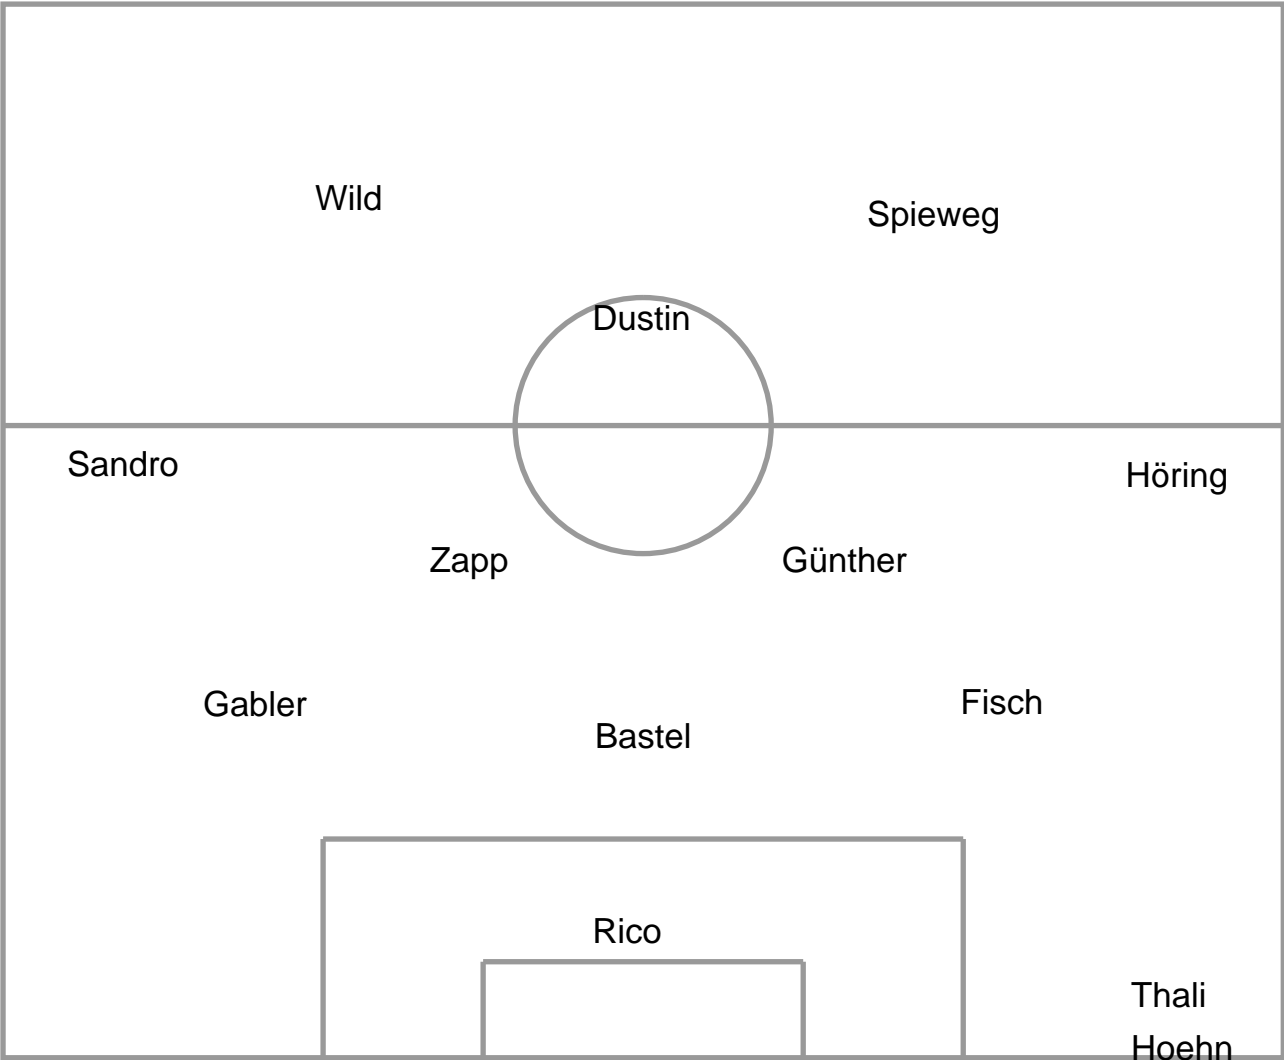 Wild
Spieweg
Dustin
Sandro
Höring
Zapp
Günther
Gabler
Fisch
Bastel
Rico
Thali
Hoehn